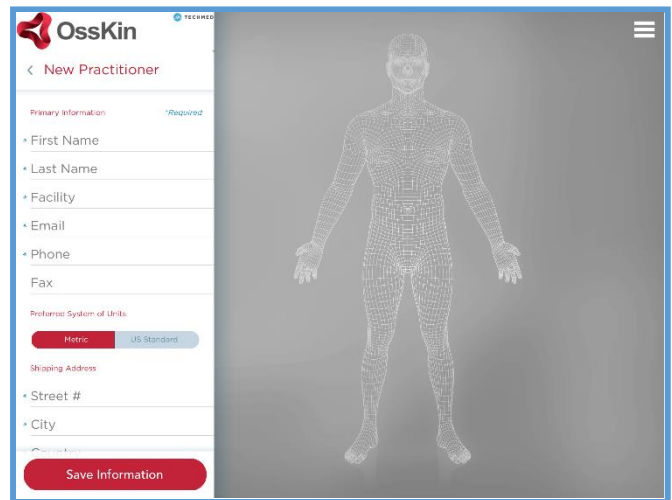 OssKin
TECHMED
< New Practitioner
Primary Information *Required
* First Name
* Last Name
* Facility
* Email
* Phone
Fax
Preferred System of Units
Metric US Standard
Shipping Address
* Street #
* City
Save Information